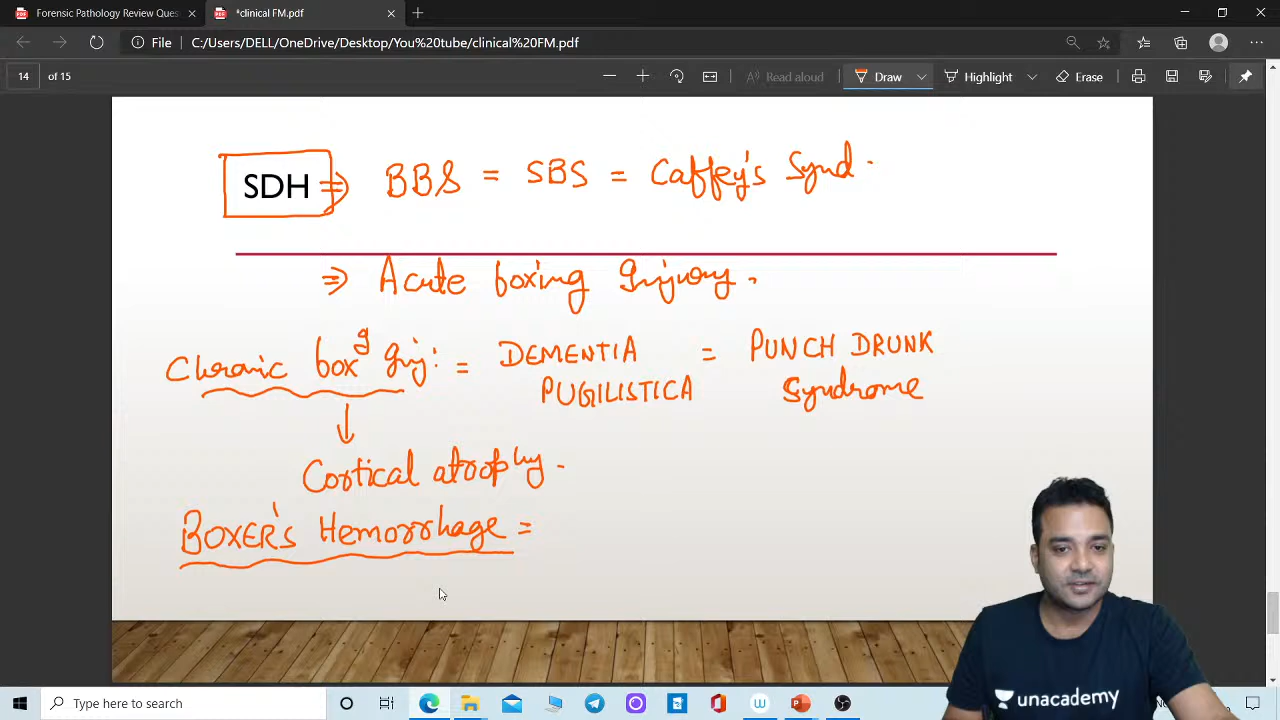 Forensic Pathology Review Ques
*clinical FM.pdf
File C:/Users/DELL/OneDrive/Desktop/You%20tube/clinical%20FM.pdf
14 of 15 Read aloud Draw Highlight Erase
SDH ⇒ BBS = SBS = Caffey's Synd.
⇒ Acute boxing Injury.
Chronic boxg Inj: = DEMENTIA PUGILISTICA = PUNCH DRUNK Syndrome
↓
Cortical atrophy.
BOXER'S Hemorrhage =
unacademy
Type here to search